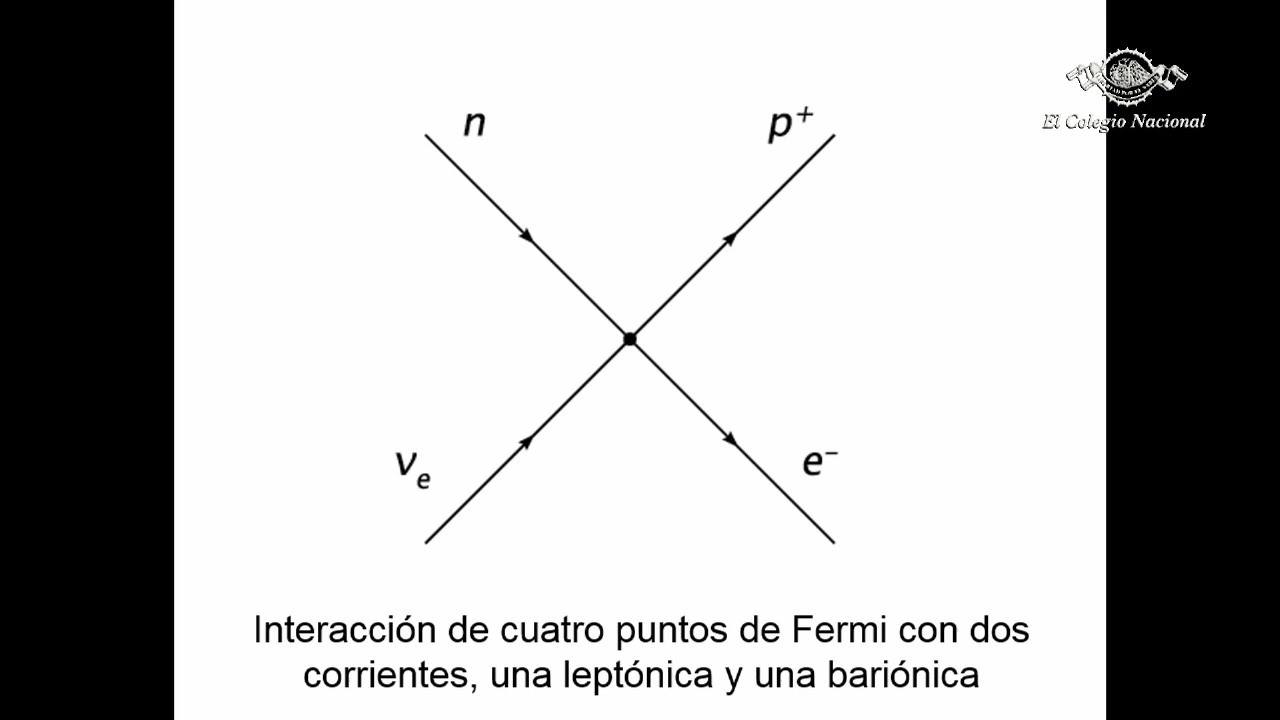 n
p⁺
El Colegio Nacional
νₑ
e⁻
Interacción de cuatro puntos de Fermi con dos
corrientes, una leptónica y una bariónica